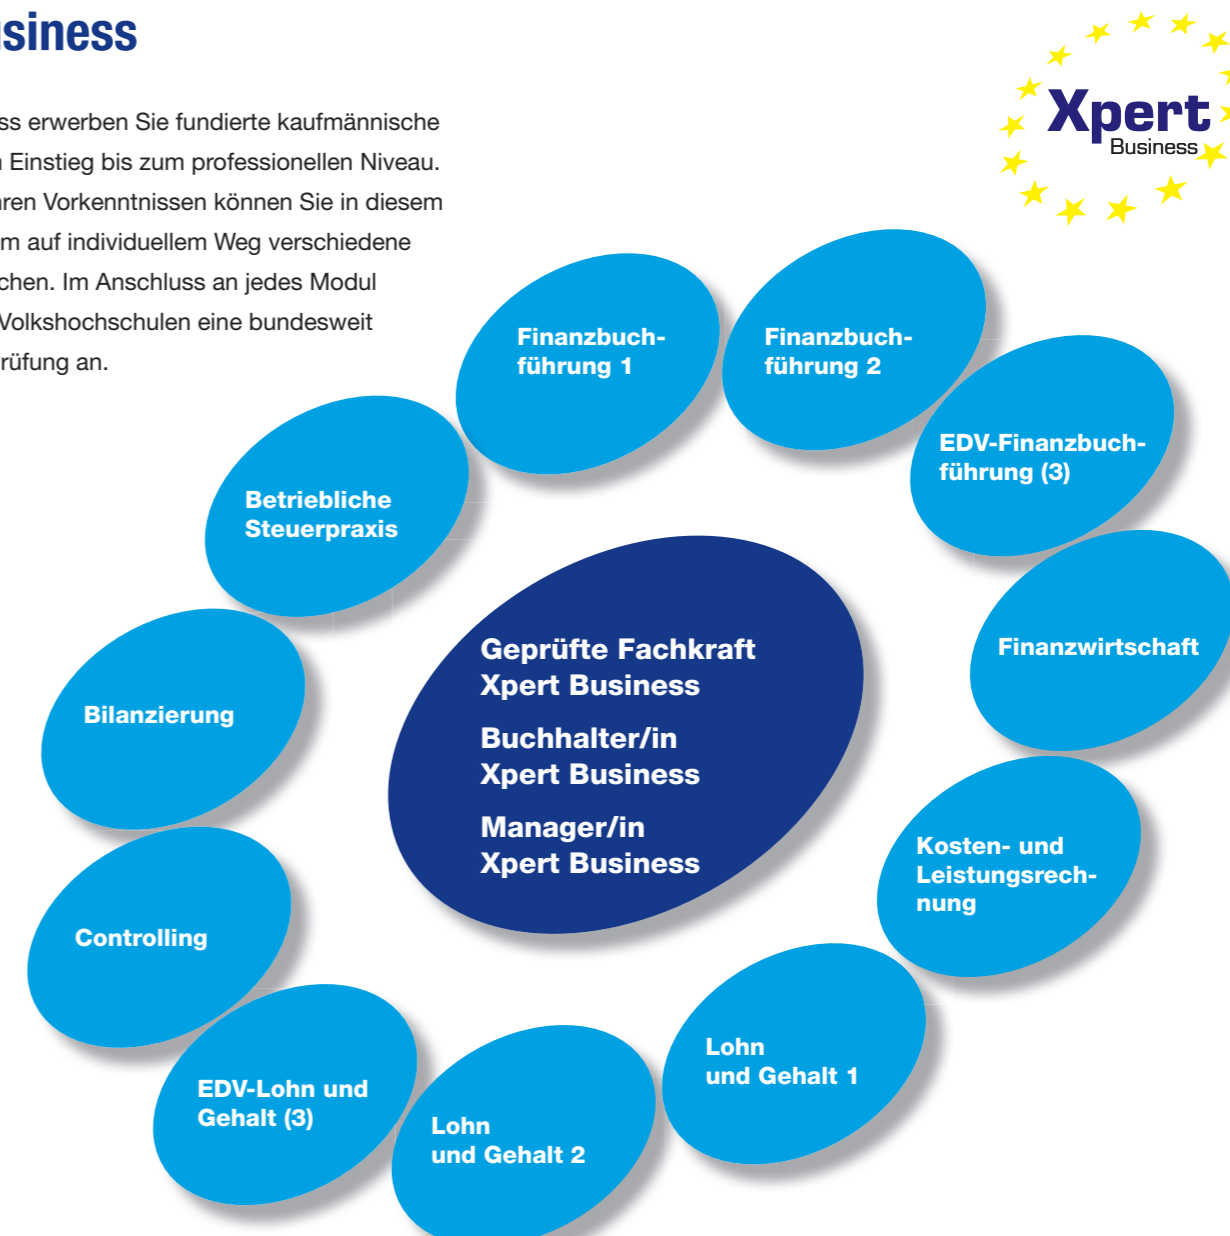 usiness
Xpert
Business
ss erwerben Sie fundierte kaufmännische
Einstieg bis zum professionellen Niveau.
hren Vorkenntnissen können Sie in diesem
m auf individuellem Weg verschiedene
chen. Im Anschluss an jedes Modul
Volkshochschulen eine bundesweit
rüfung an.
Finanzbuch-
führung 1
Finanzbuch-
führung 2
EDV-Finanzbuch-
führung (3)
Finanzwirtschaft
Kosten- und
Leistungsrech-
nung
Lohn
und Gehalt 1
Lohn
und Gehalt 2
EDV-Lohn und
Gehalt (3)
Controlling
Bilanzierung
Betriebliche
Steuerpraxis
Geprüfte Fachkraft
Xpert Business
Buchhalter/in
Xpert Business
Manager/in
Xpert Business